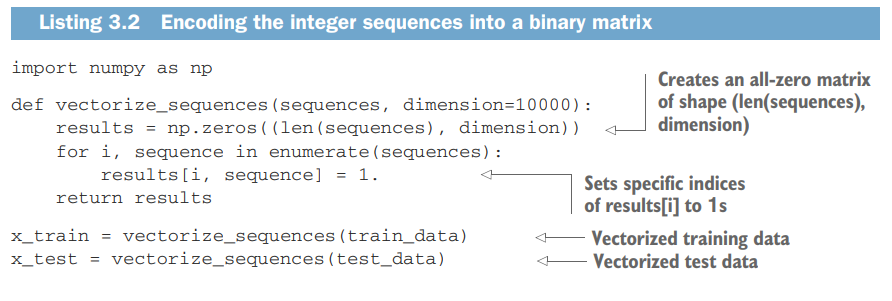 Listing 3.2 Encoding the integer sequences into a binary matrix
import numpy as np
def vectorize_sequences(sequences, dimension=10000):
    results = np.zeros((len(sequences), dimension))
    for i, sequence in enumerate(sequences):
        results[i, sequence] = 1.
    return results
x_train = vectorize_sequences(train_data)
x_test = vectorize_sequences(test_data)
Creates an all-zero matrix
of shape (len(sequences),
dimension)
Sets specific indices
of results[i] to 1s
Vectorized training data
Vectorized test data